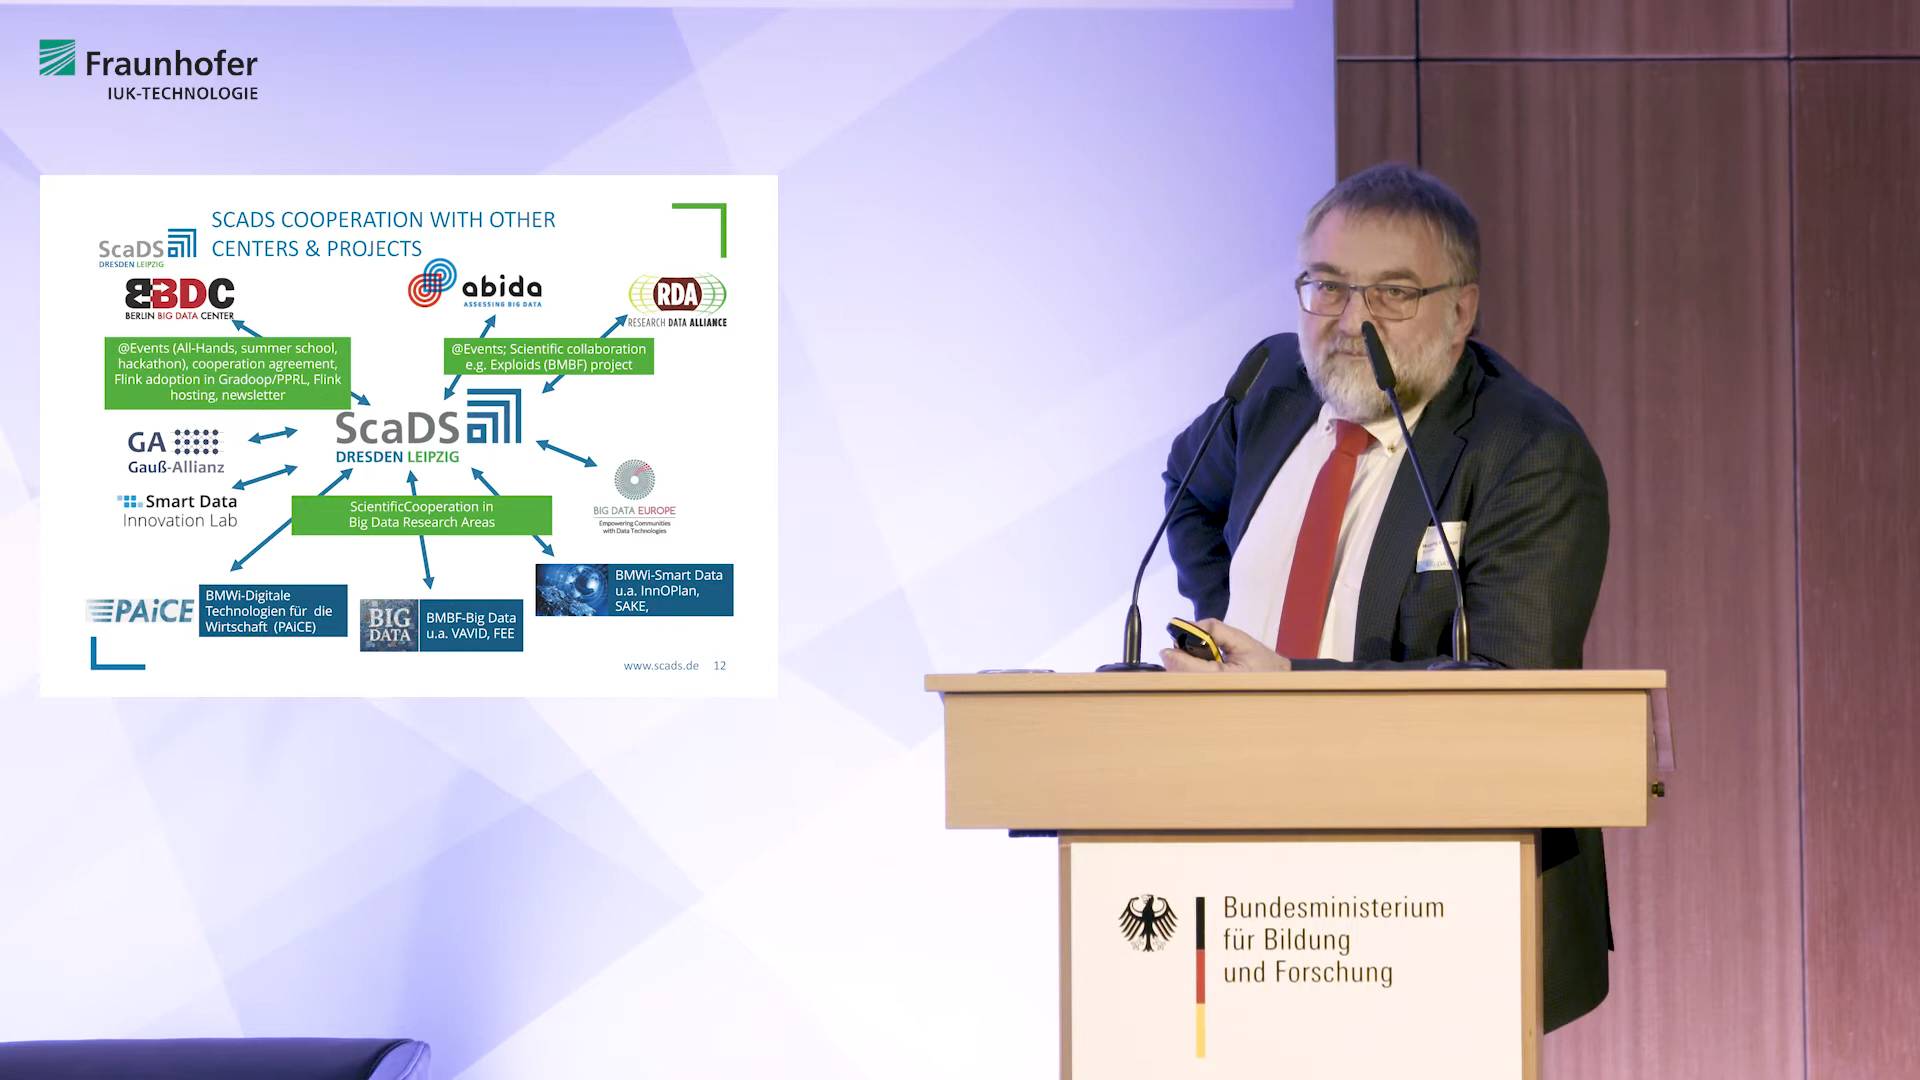 Fraunhofer
IUK-TECHNOLOGIE
SCADS COOPERATION WITH OTHER
CENTERS & PROJECTS
ScaDS
DRESDEN LEIPZIG
BBDC
BERLIN BIG DATA CENTER
abida
ASSESSING BIG DATA
RDA
RESEARCH DATA ALLIANCE
@Events (All-Hands, summer school,
hackathon), cooperation agreement,
Flink adoption in Gradoop/PPRL, Flink
hosting, newsletter
@Events; Scientific collaboration
e.g. Exploids (BMBF) project
ScaDS
DRESDEN LEIPZIG
GA
Gauß-Allianz
Smart Data
Innovation Lab
ScientificCooperation in
Big Data Research Areas
BIG DATA EUROPE
Empowering Communities
with Data Technologies
PAiCE
BMWi-Digitale
Technologien für die
Wirtschaft (PAiCE)
BIG
DATA
BMBF-Big Data
u.a. VAVID, FEE
BMWi-Smart Data
u.a. InnOPlan,
SAKE,
www.scads.de 12
Bundesministerium
für Bildung
und Forschung